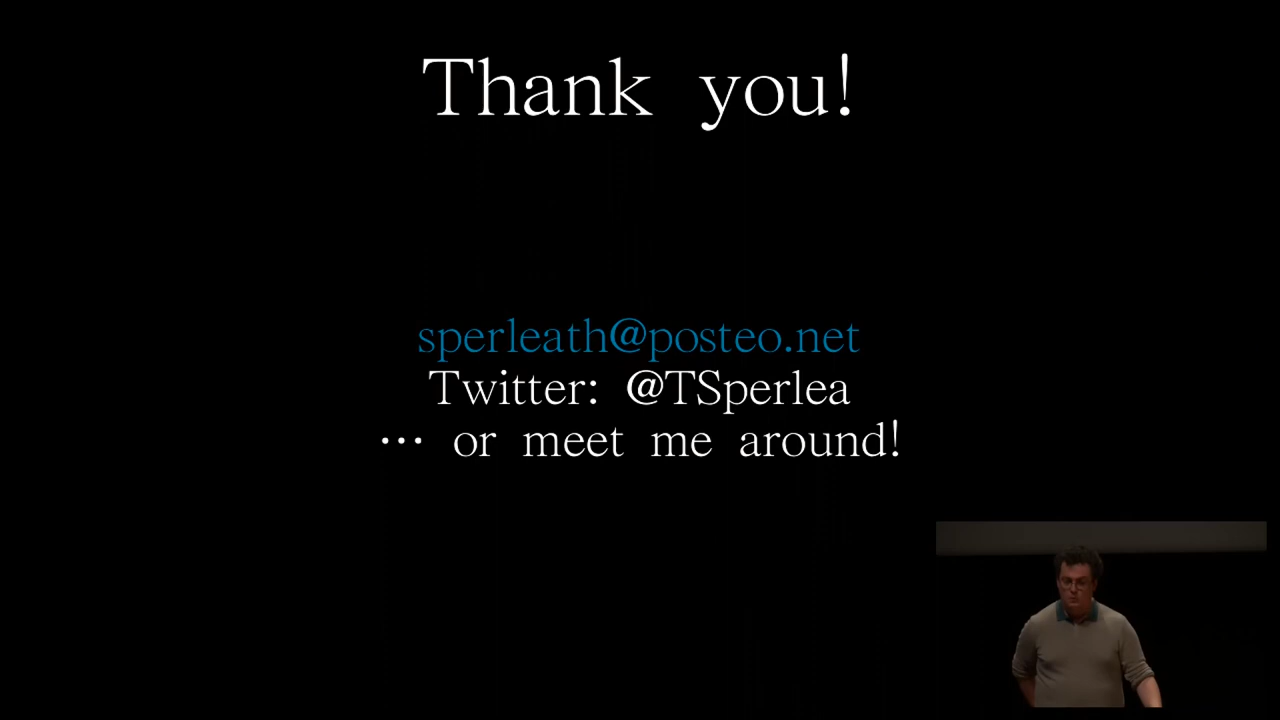 Thank you!
sperleath@posteo.net
Twitter: @TSperlea
… or meet me around!